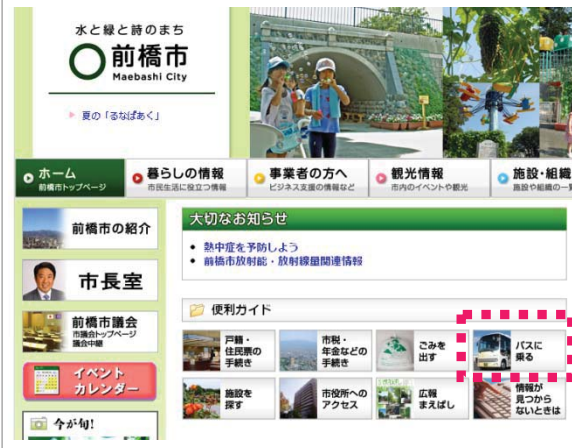 水と緑と詩のまち
前橋市
Maebashi City
夏の「るなぱあく」
ホーム
前橋市トップページ
暮らしの情報
市民生活に役立つ情報
事業者の方へ
ビジネス支援の情報など
観光情報
市内のイベントや観光
施設・組織
施設や組織の一覧
前橋市の紹介
市長室
前橋市議会
市議会トップページ
議会中継
イベント
カレンダー
今が旬!
大切なお知らせ
熱中症を予防しよう
前橋市放射能・放射線量関連情報
便利ガイド
戸籍・
住民票の
手続き
市税・
年金などの
手続き
ごみを
出す
バスに
乗る
施設を
探す
市役所への
アクセス
広報
まえばし
情報が
見つから
ないときは